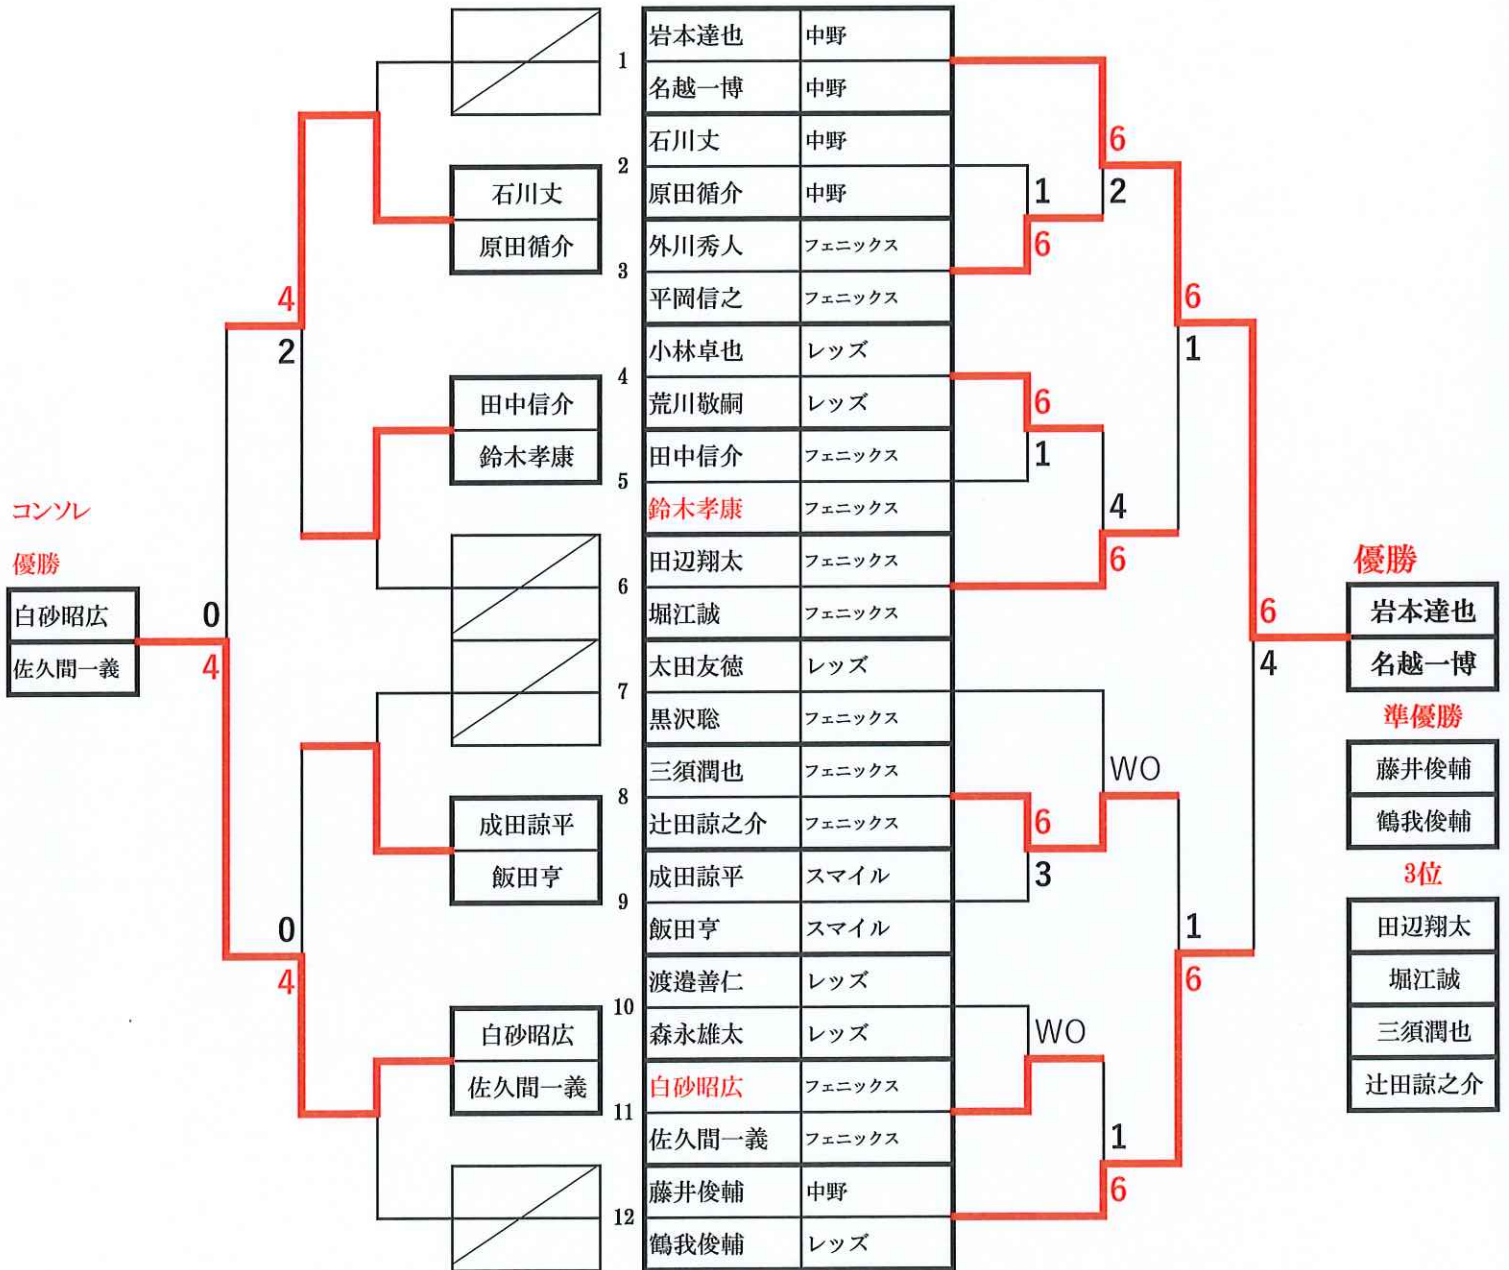 岩本達也 中野
1
名越一博 中野
石川丈 中野
2
石川丈 原田循介 中野 1 6 2
原田循介 外川秀人 フェニックス 6
3
平岡信之 フェニックス
4 6
小林卓也 レッズ
2 1
4
田中信介 荒川敬嗣 レッズ 6
鈴木孝康 田中信介 フェニックス 1
5
コンソレ 鈴木孝康 フェニックス 4
優勝 田辺翔太 フェニックス 6 優勝
6
白砂昭広 0 堀江誠 フェニックス 6 岩本達也
佐久間一義 4 太田友徳 レッズ 4 名越一博
7
黒沢聡 フェニックス 準優勝
三須潤也 フェニックス WO 藤井俊輔
8
成田諒平 辻田諒之介 フェニックス 6 鶴我俊輔
飯田亨 成田諒平 スマイル 3 3位
9
0 飯田亨 スマイル 1 田辺翔太
4 渡邉善仁 レッズ 6 堀江誠
10
白砂昭広 森永雄太 レッズ WO 三須潤也
佐久間一義 白砂昭広 フェニックス 辻田諒之介
11
佐久間一義 フェニックス 1
藤井俊輔 中野 6
12
鶴我俊輔 レッズ